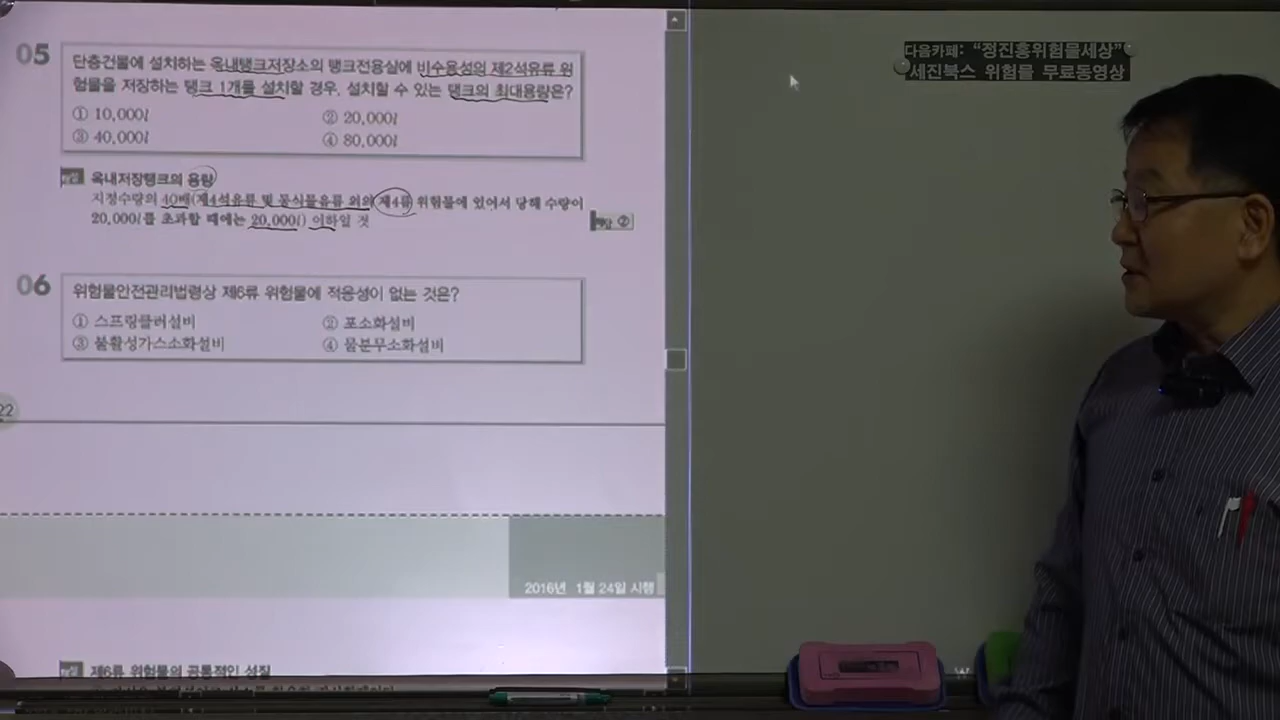 05
단층건물에 설치하는 옥내탱크저장소의 탱크전용실에 비수용성의 제2석유류 위
험물을 저장하는 탱크 1개를 설치할 경우, 설치할 수 있는 탱크의 최대용량은?
① 10,000l ② 20,000l
③ 40,000l ④ 80,000l
옥내저장탱크의 용량
지정수량의 40배(제4석유류 및 동식물유류 외의 제4류 위험물에 있어서 당해 수량이
20,000l를 초과할 때에는 20,000l) 이하일 것
②
06
위험물안전관리법령상 제6류 위험물에 적응성이 없는 것은?
① 스프링클러설비 ② 포소화설비
③ 불활성가스소화설비 ④ 물분무소화설비
22
2016년 1월 24일 시행
제6류 위험물의 공통적인 성질
다음카페: “정진홍위험물세상”
세진북스 위험물 무료동영상